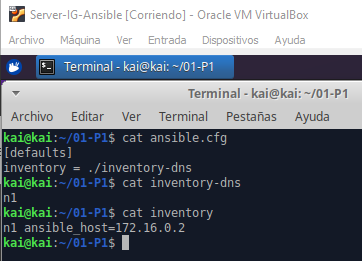 Server-IG-Ansible [Corriendo] - Oracle VM VirtualBox
Archivo Máquina Ver Entrada Dispositivos Ayuda
Terminal - kai@kai: ~/01-P1
Terminal - kai@kai: ~/01-
Archivo Editar Ver Terminal Pestañas Ayuda
kai@kai:~/01-P1$ cat ansible.cfg
[defaults]
inventory = ./inventory-dns
kai@kai:~/01-P1$ cat inventory-dns
n1
kai@kai:~/01-P1$ cat inventory
n1 ansible_host=172.16.0.2
kai@kai:~/01-P1$